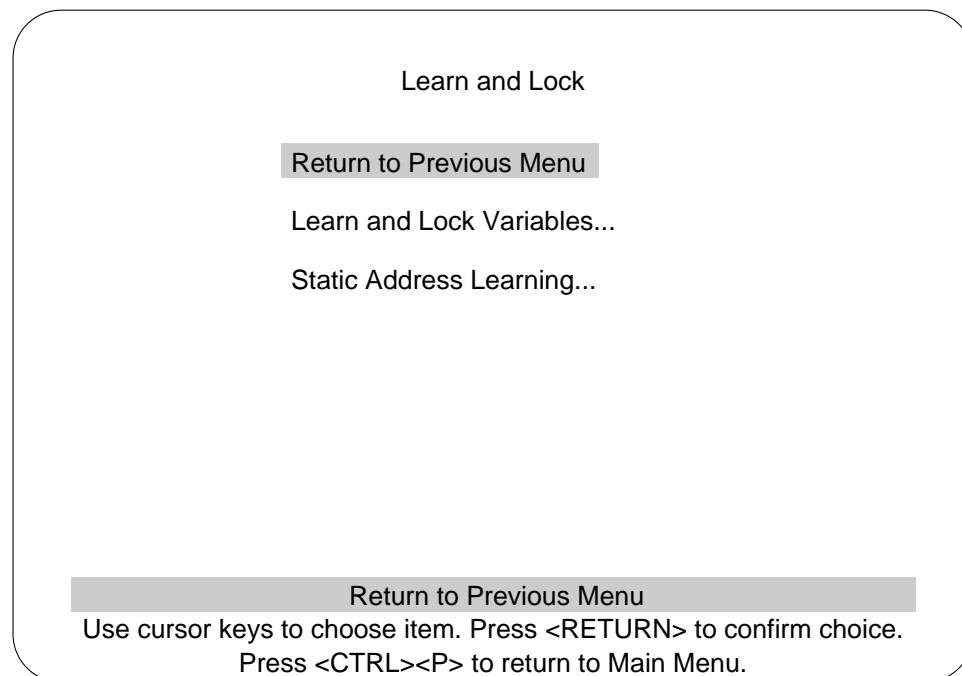 Learn and Lock
Return to Previous Menu
Learn and Lock Variables...
Static Address Learning...
Return to Previous Menu
Use cursor keys to choose item. Press <RETURN> to confirm choice.
Press <CTRL><P> to return to Main Menu.